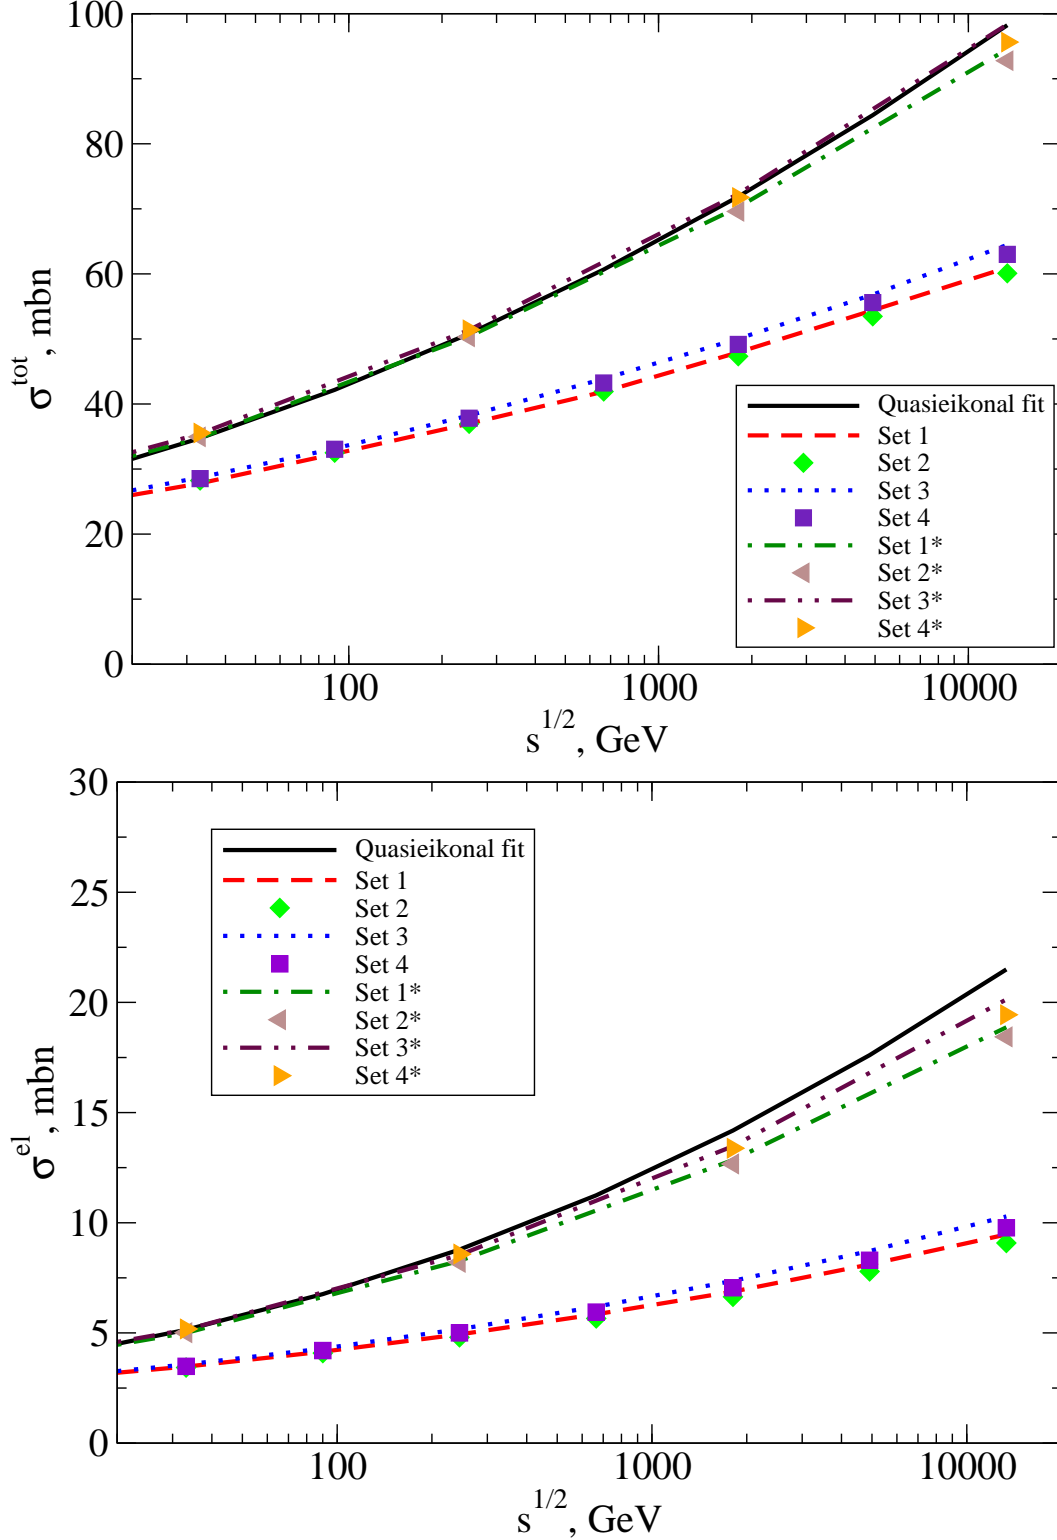 100
80
60
40
20
0
σ^tot, mbn
100
1000
10000
s^1/2, GeV
Quasieikonal fit
Set 1
Set 2
Set 3
Set 4
Set 1*
Set 2*
Set 3*
Set 4*
30
25
20
15
10
5
0
σ^el, mbn
100
1000
10000
s^1/2, GeV
Quasieikonal fit
Set 1
Set 2
Set 3
Set 4
Set 1*
Set 2*
Set 3*
Set 4*